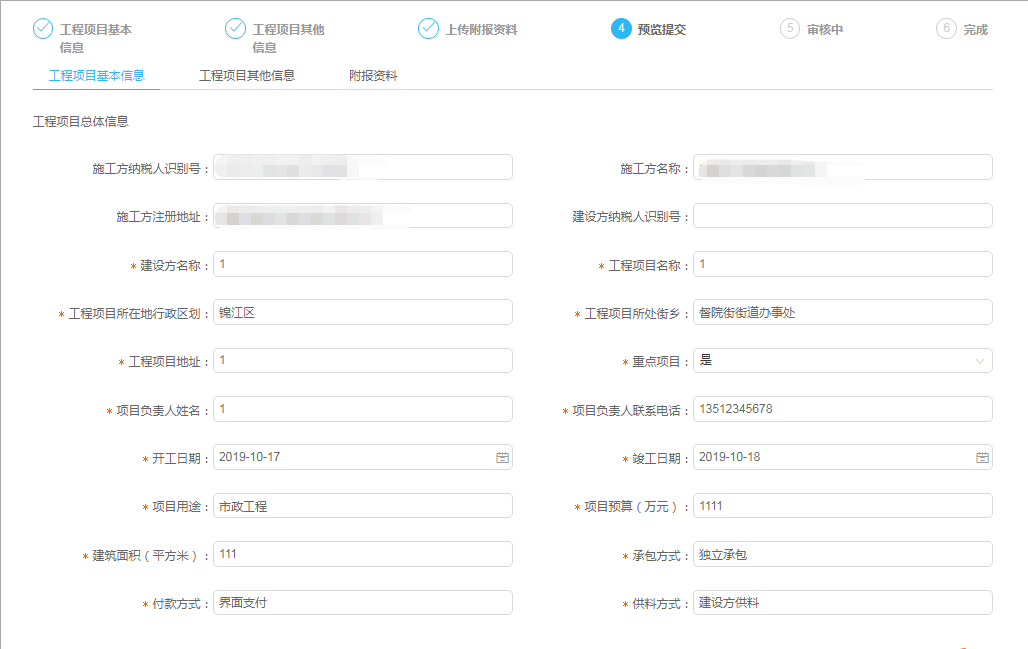 工程项目基本
信息
工程项目其他
信息
上传附报资料
4 预览提交
5 审核中
6 完成
工程项目基本信息 工程项目其他信息 附报资料
工程项目总体信息
施工方纳税人识别号： 施工方名称：
施工方注册地址： 建设方纳税人识别号：
* 建设方名称： 1 * 工程项目名称： 1
* 工程项目所在地行政区划： 锦江区 * 工程项目所处街乡： 督院街街道办事处
* 工程项目地址： 1 * 重点项目： 是
* 项目负责人姓名： 1 * 项目负责人联系电话： 13512345678
* 开工日期： 2019-10-17 * 竣工日期： 2019-10-18
* 项目用途： 市政工程 * 项目预算（万元）： 1111
* 建筑面积（平方米）： 111 * 承包方式： 独立承包
* 付款方式： 界面支付 * 供料方式： 建设方供料